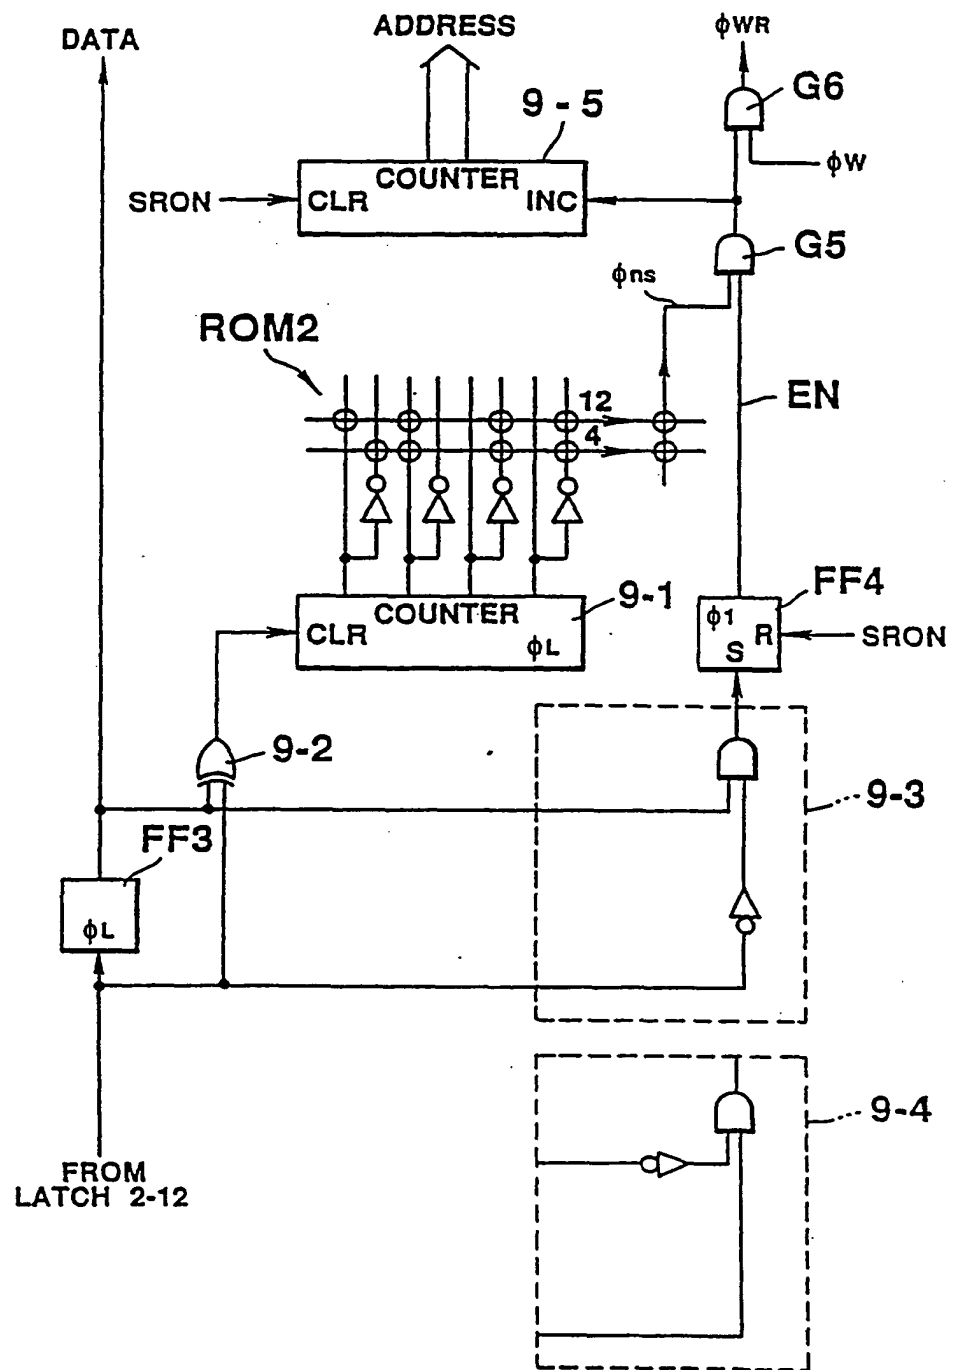 DATA
ADDRESS
φWR
G6
9-5
φW
COUNTER
SRON
CLR
INC
G5
φns
ROM2
12
4
EN
9-1
FF4
COUNTER
CLR
φL
φ1
R
S
SRON
9-2
9-3
FF3
φL
9-4
FROM
LATCH 2-12